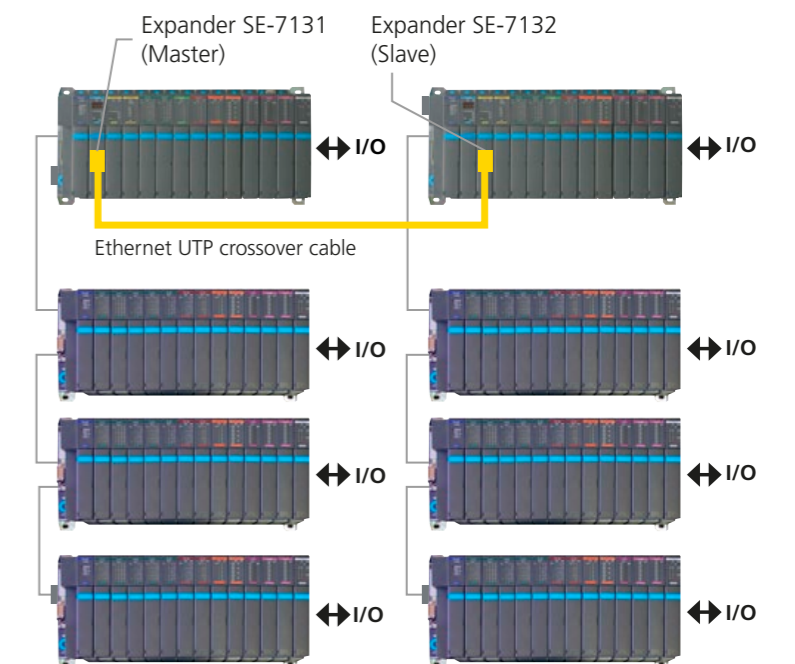 Expander SE-7131
(Master)
Expander SE-7132
(Slave)
I/O
I/O
Ethernet UTP crossover cable
I/O
I/O
I/O
I/O
I/O
I/O